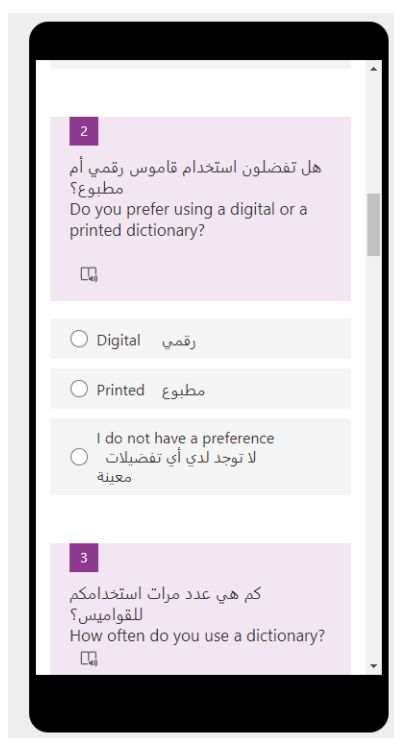 2
هل تفضلون استخدام قاموس رقمي أم
مطبوع؟
Do you prefer using a digital or a
printed dictionary?
Digital رقمي
Printed مطبوع
I do not have a preference
لا توجد لدي أي تفضيلات
معينة
3
كم هي عدد مرات استخدامكم
للقواميس؟
How often do you use a dictionary?